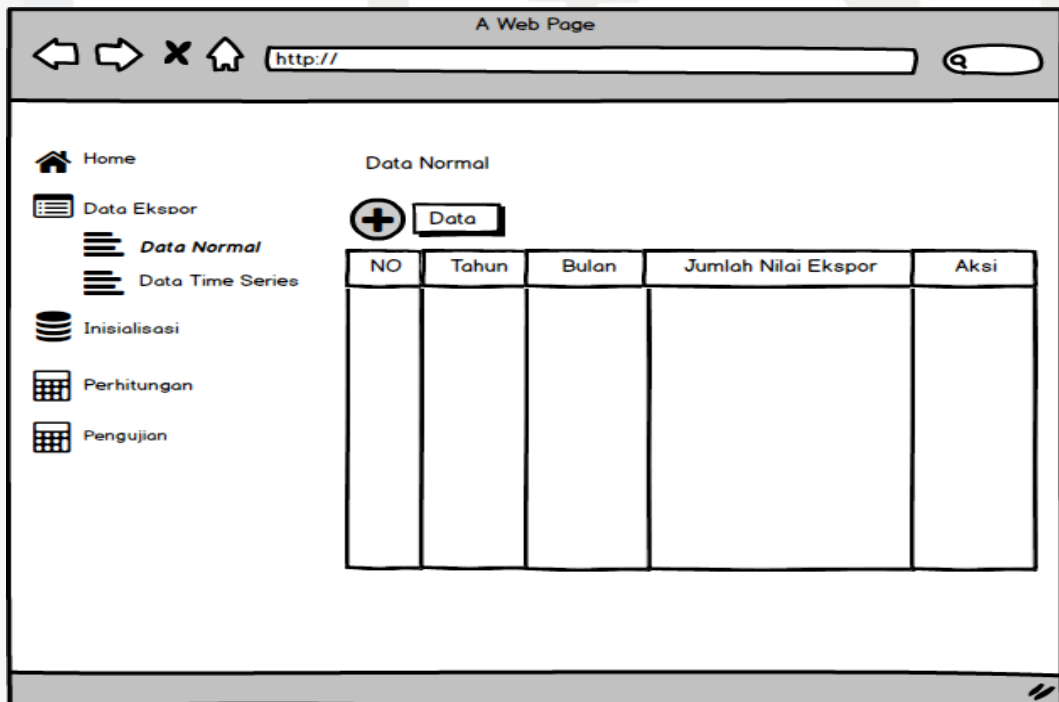 A Web Page
http://
Home
Data Ekspor
Data Normal
Data Time Series
Inisialisasi
Perhitungan
Pengujian
Data Normal
Data
NO Tahun Bulan Jumlah Nilai Ekspor Aksi